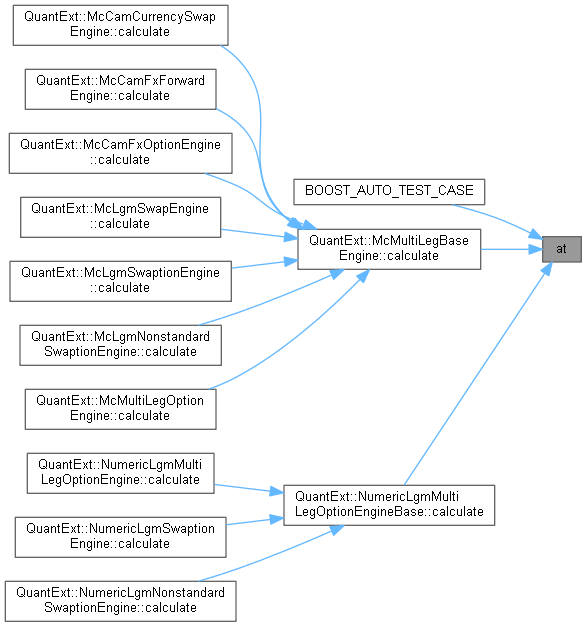 QuantExt::McCamCurrencySwap
Engine::calculate
QuantExt::McCamFxForward
Engine::calculate
QuantExt::McCamFxOptionEngine
::calculate
QuantExt::McLgmSwapEngine
::calculate
QuantExt::McLgmSwaptionEngine
::calculate
QuantExt::McLgmNonstandard
SwaptionEngine::calculate
QuantExt::McMultiLegOption
Engine::calculate
QuantExt::NumericLgmMulti
LegOptionEngine::calculate
QuantExt::NumericLgmSwaption
Engine::calculate
QuantExt::NumericLgmNonstandard
SwaptionEngine::calculate
BOOST_AUTO_TEST_CASE
QuantExt::McMultiLegBase
Engine::calculate
QuantExt::NumericLgmMulti
LegOptionEngineBase::calculate
at